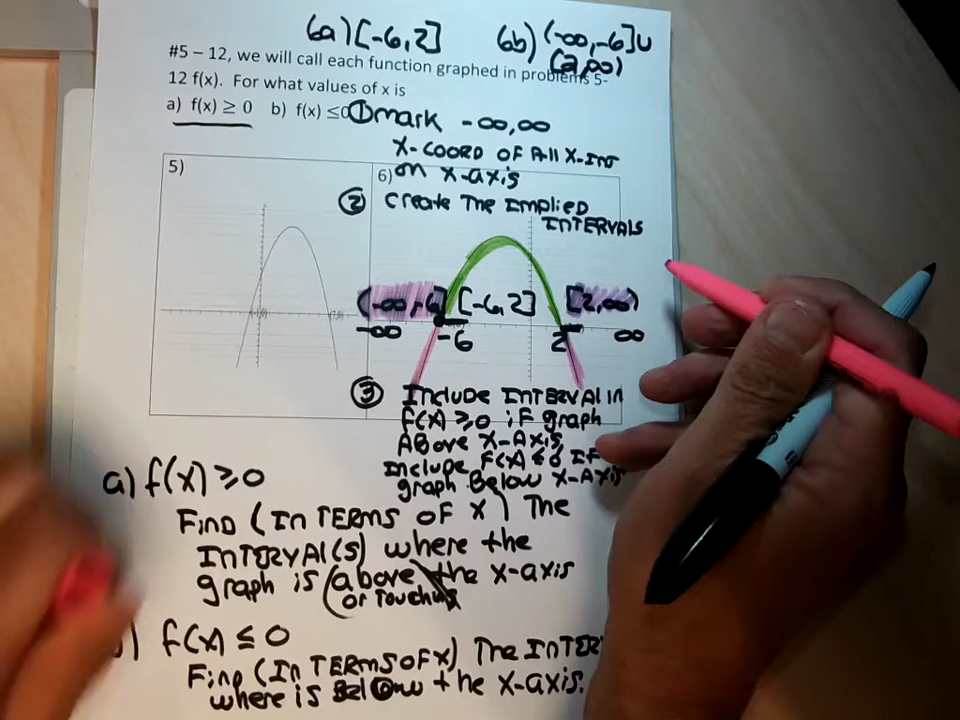 6a) [-6,2] 6b) (-∞,-6]∪
[2,∞)
#5 – 12, we will call each function graphed in problems 5-
12 f(x). For what values of x is
a) f(x) ≥ 0 b) f(x) ≤0 ① mark -∞,∞
X-COORD OF All X-INT
on X-axis
5)
6)
② Create The Implied
INTERVALS
(-∞,-6] [-6,2] [2,∞)
-∞ -6 2 ∞
③ Include INTERVAL in
f(x) ≥0 if graph
Above X-Axis
Include f(x) ≤0 If
graph Below X-Axis
a) f(x) ≥ 0
Find (In TERMS OF X) The
INTERVAl(s) where the
graph is (above the x-axis
or Touching
f(x) ≤ 0
Find (In TERMS OF X) The INTER
where is Below the x-axis.